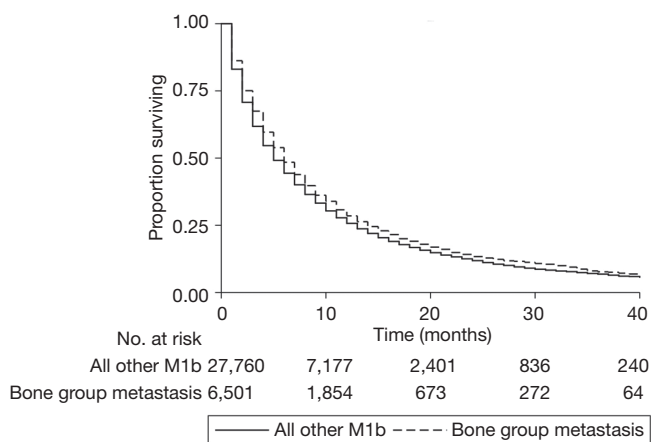 Proportion surviving
1.00
0.75
0.50
0.25
0.00
0 10 20 30 40
Time (months)
No. at risk
All other M1b 27,760 7,177 2,401 836 240
Bone group metastasis 6,501 1,854 673 272 64
All other M1b Bone group metastasis